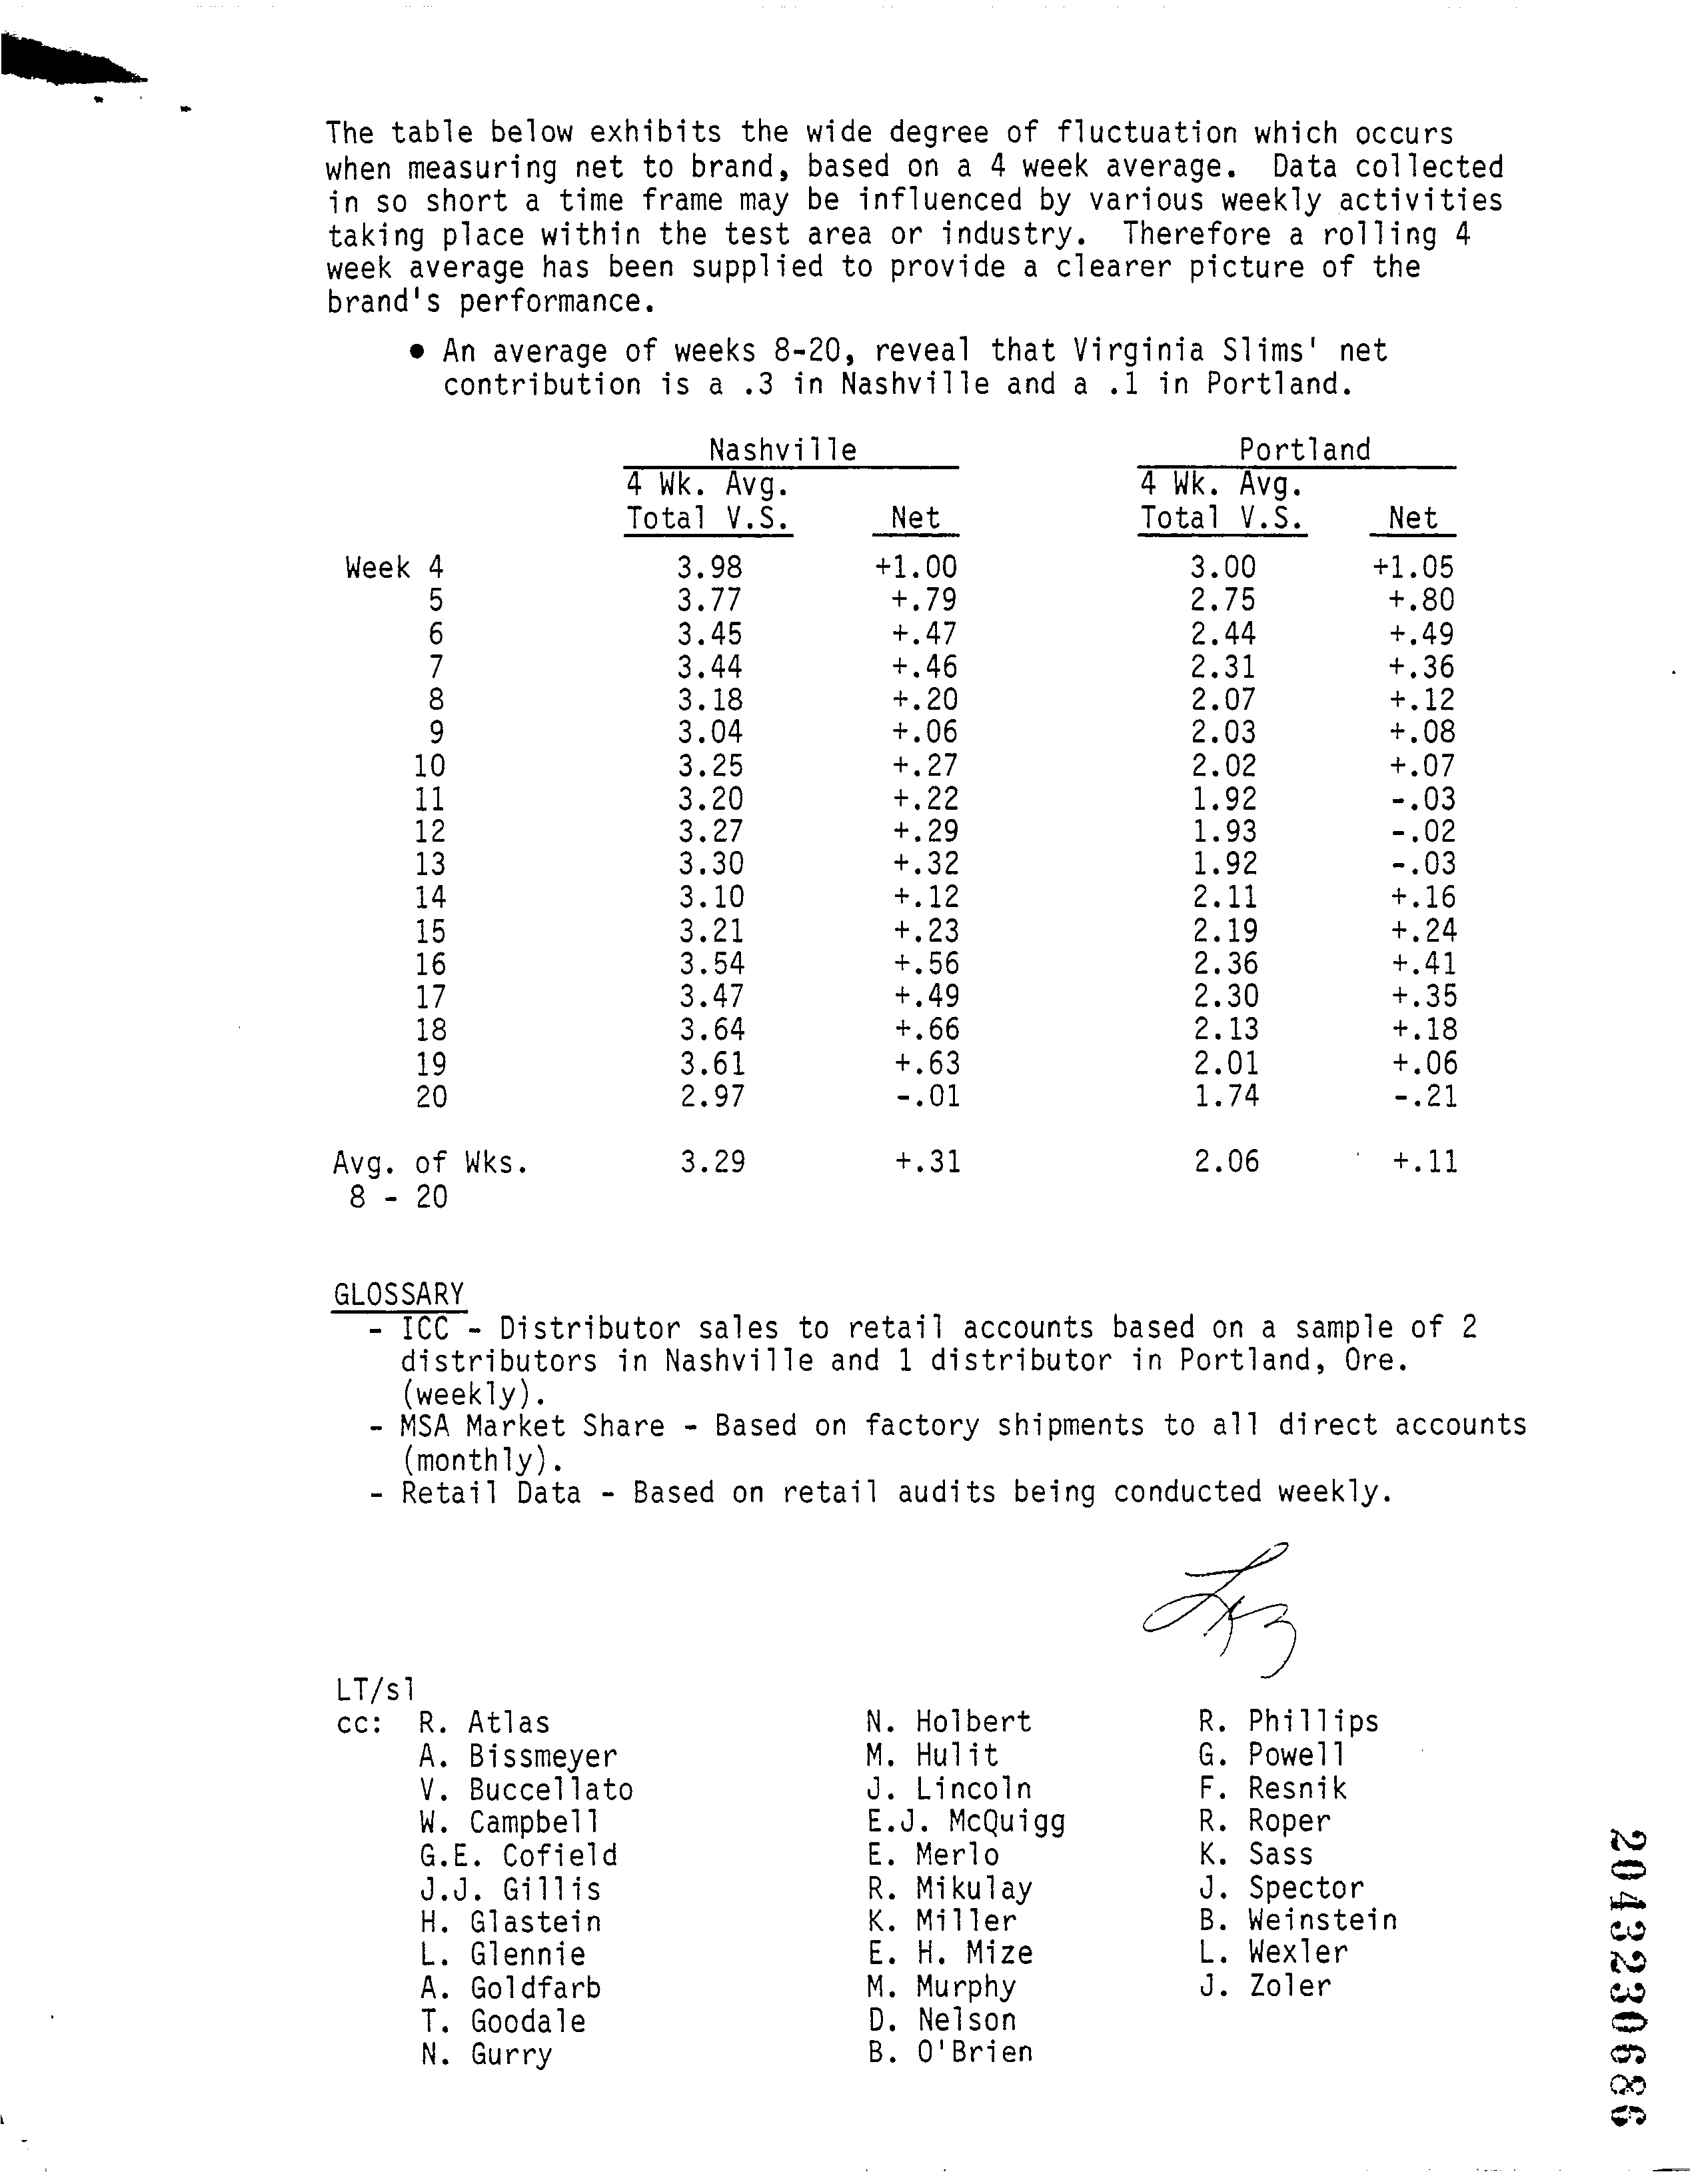 The table below exhibits the wide degree of fluctuation which occurs
when measuring net to brand, based on a 4 week average. Data collected
in so short a time frame may be influenced by various weekly activities
taking place within the test area or industry. Therefore a rolling 4
week average has been supplied to provide a clearer picture of the
brand's performance.
• An average of weeks 8-20, reveal that Virginia Slims' net
contribution is a .3 in Nashville and a .1 in Portland.
Nashville Portland
4 Wk. Avg. 4 Wk. Avg.
Total V.S. Net Total V.S. Net
Week 4 3.98 +1.00 3.00 +1.05
5 3.77 +.79 2.75 +.80
6 3.45 +.47 2.44 +.49
7 3.44 +.46 2.31 +.36
8 3.18 +.20 2.07 +.12
9 3.04 +.06 2.03 +.08
10 3.25 +.27 2.02 +.07
11 3.20 +.22 1.92 -.03
12 3.27 +.29 1.93 -.02
13 3.30 +.32 1.92 -.03
14 3.10 +.12 2.11 +.16
15 3.21 +.23 2.19 +.24
16 3.54 +.56 2.36 +.41
17 3.47 +.49 2.30 +.35
18 3.64 +.66 2.13 +.18
19 3.61 +.63 2.01 +.06
20 2.97 -.01 1.74 -.21
Avg. of Wks. 3.29 +.31 2.06 +.11
8 - 20
GLOSSARY
- ICC - Distributor sales to retail accounts based on a sample of 2
distributors in Nashville and 1 distributor in Portland, Ore.
(weekly).
- MSA Market Share - Based on factory shipments to all direct accounts
(monthly).
- Retail Data - Based on retail audits being conducted weekly.
LT/sl
cc: R. Atlas N. Holbert R. Phillips
A. Bissmeyer M. Hulit G. Powell
V. Buccellato J. Lincoln F. Resnik
W. Campbell E.J. McQuigg R. Roper
G.E. Cofield E. Merlo K. Sass
J.J. Gillis R. Mikulay J. Spector
H. Glastein K. Miller B. Weinstein
L. Glennie E. H. Mize L. Wexler
A. Goldfarb M. Murphy J. Zoler
T. Goodale D. Nelson
N. Gurry B. O'Brien
2043230686